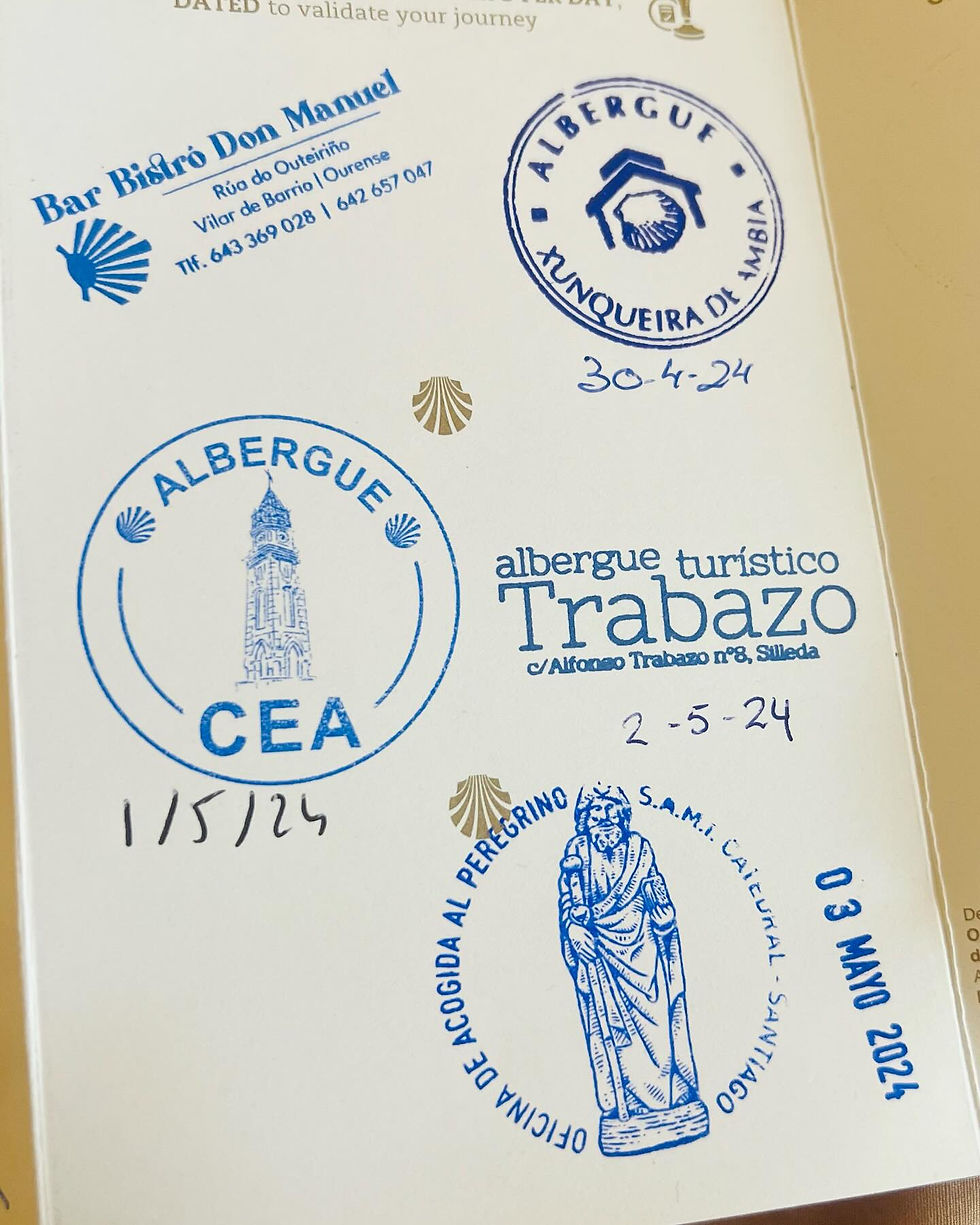 DATED to validate your journey
Bar Bistró Don Manuel
Rúa do Outeiriño
Vilar de Barrio | Ourense
Tlf. 643 369 028 | 642 657 047
ALBERGUE
XUNQUEIRA DE AMBIA
30-4-24
ALBERGUE
CEA
1/5/24
albergue turístico
Trabazo
c/Alfonso Trabazo nº8, Silleda
2-5-24
OFICINA DE ACOGIDA AL PEREGRINO S.A.M.I. CATEDRAL - SANTIAGO
03 MAYO 2024